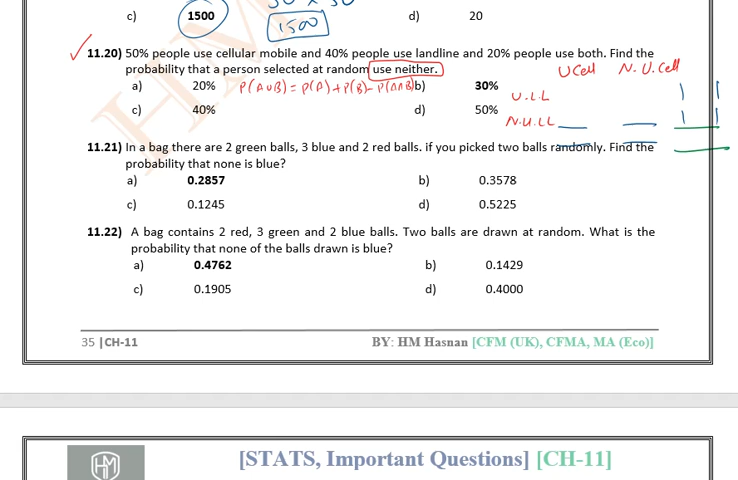 c) 1500 d) 20
1500
11.20) 50% people use cellular mobile and 40% people use landline and 20% people use both. Find the
probability that a person selected at random use neither.
U Cell N.U.Cell
a) 20% P(A∪B) = P(A)+P(B)-P(A∩B) b) 30%
U.L.L
c) 40% d) 50%
N.U.LL
11.21) In a bag there are 2 green balls, 3 blue and 2 red balls. if you picked two balls randomly. Find the
probability that none is blue?
a) 0.2857 b) 0.3578
c) 0.1245 d) 0.5225
11.22) A bag contains 2 red, 3 green and 2 blue balls. Two balls are drawn at random. What is the
probability that none of the balls drawn is blue?
a) 0.4762 b) 0.1429
c) 0.1905 d) 0.4000
35 |CH-11 BY: HM Hasnan [CFM (UK), CFMA, MA (Eco)]
HM [STATS, Important Questions] [CH-11]